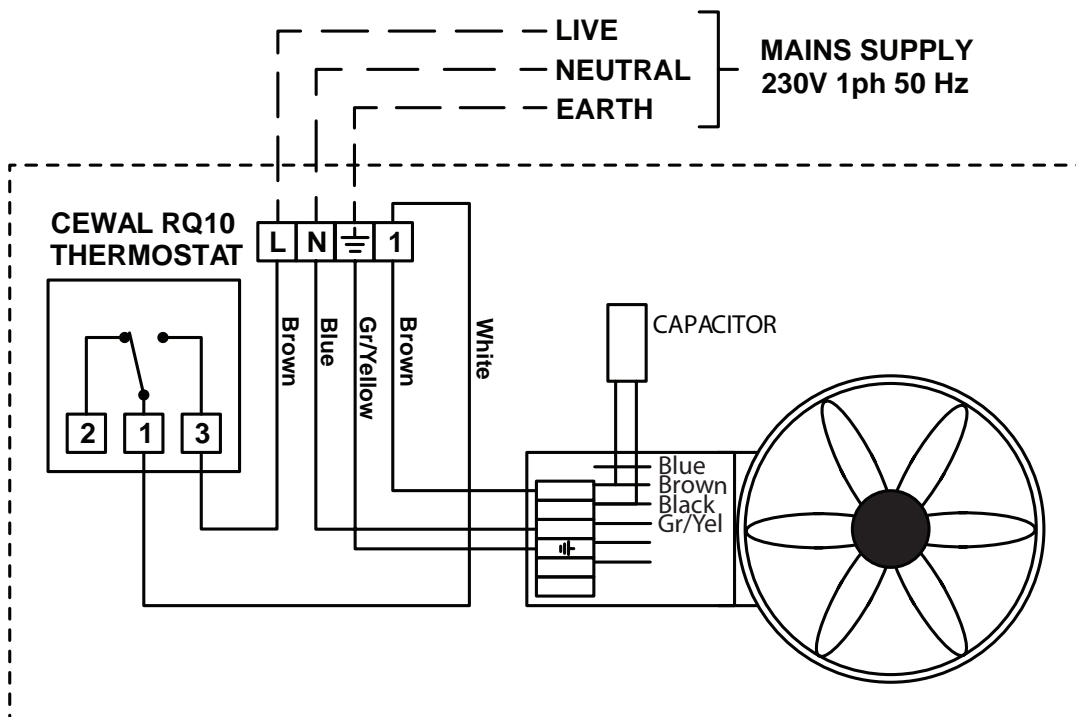 LIVE
NEUTRAL
EARTH
MAINS SUPPLY
230V 1ph 50 Hz
CEWAL RQ10
THERMOSTAT
L N 1
Brown
Blue
Gr/Yellow
Brown
White
2 1 3
CAPACITOR
Blue
Brown
Black
Gr/Yel